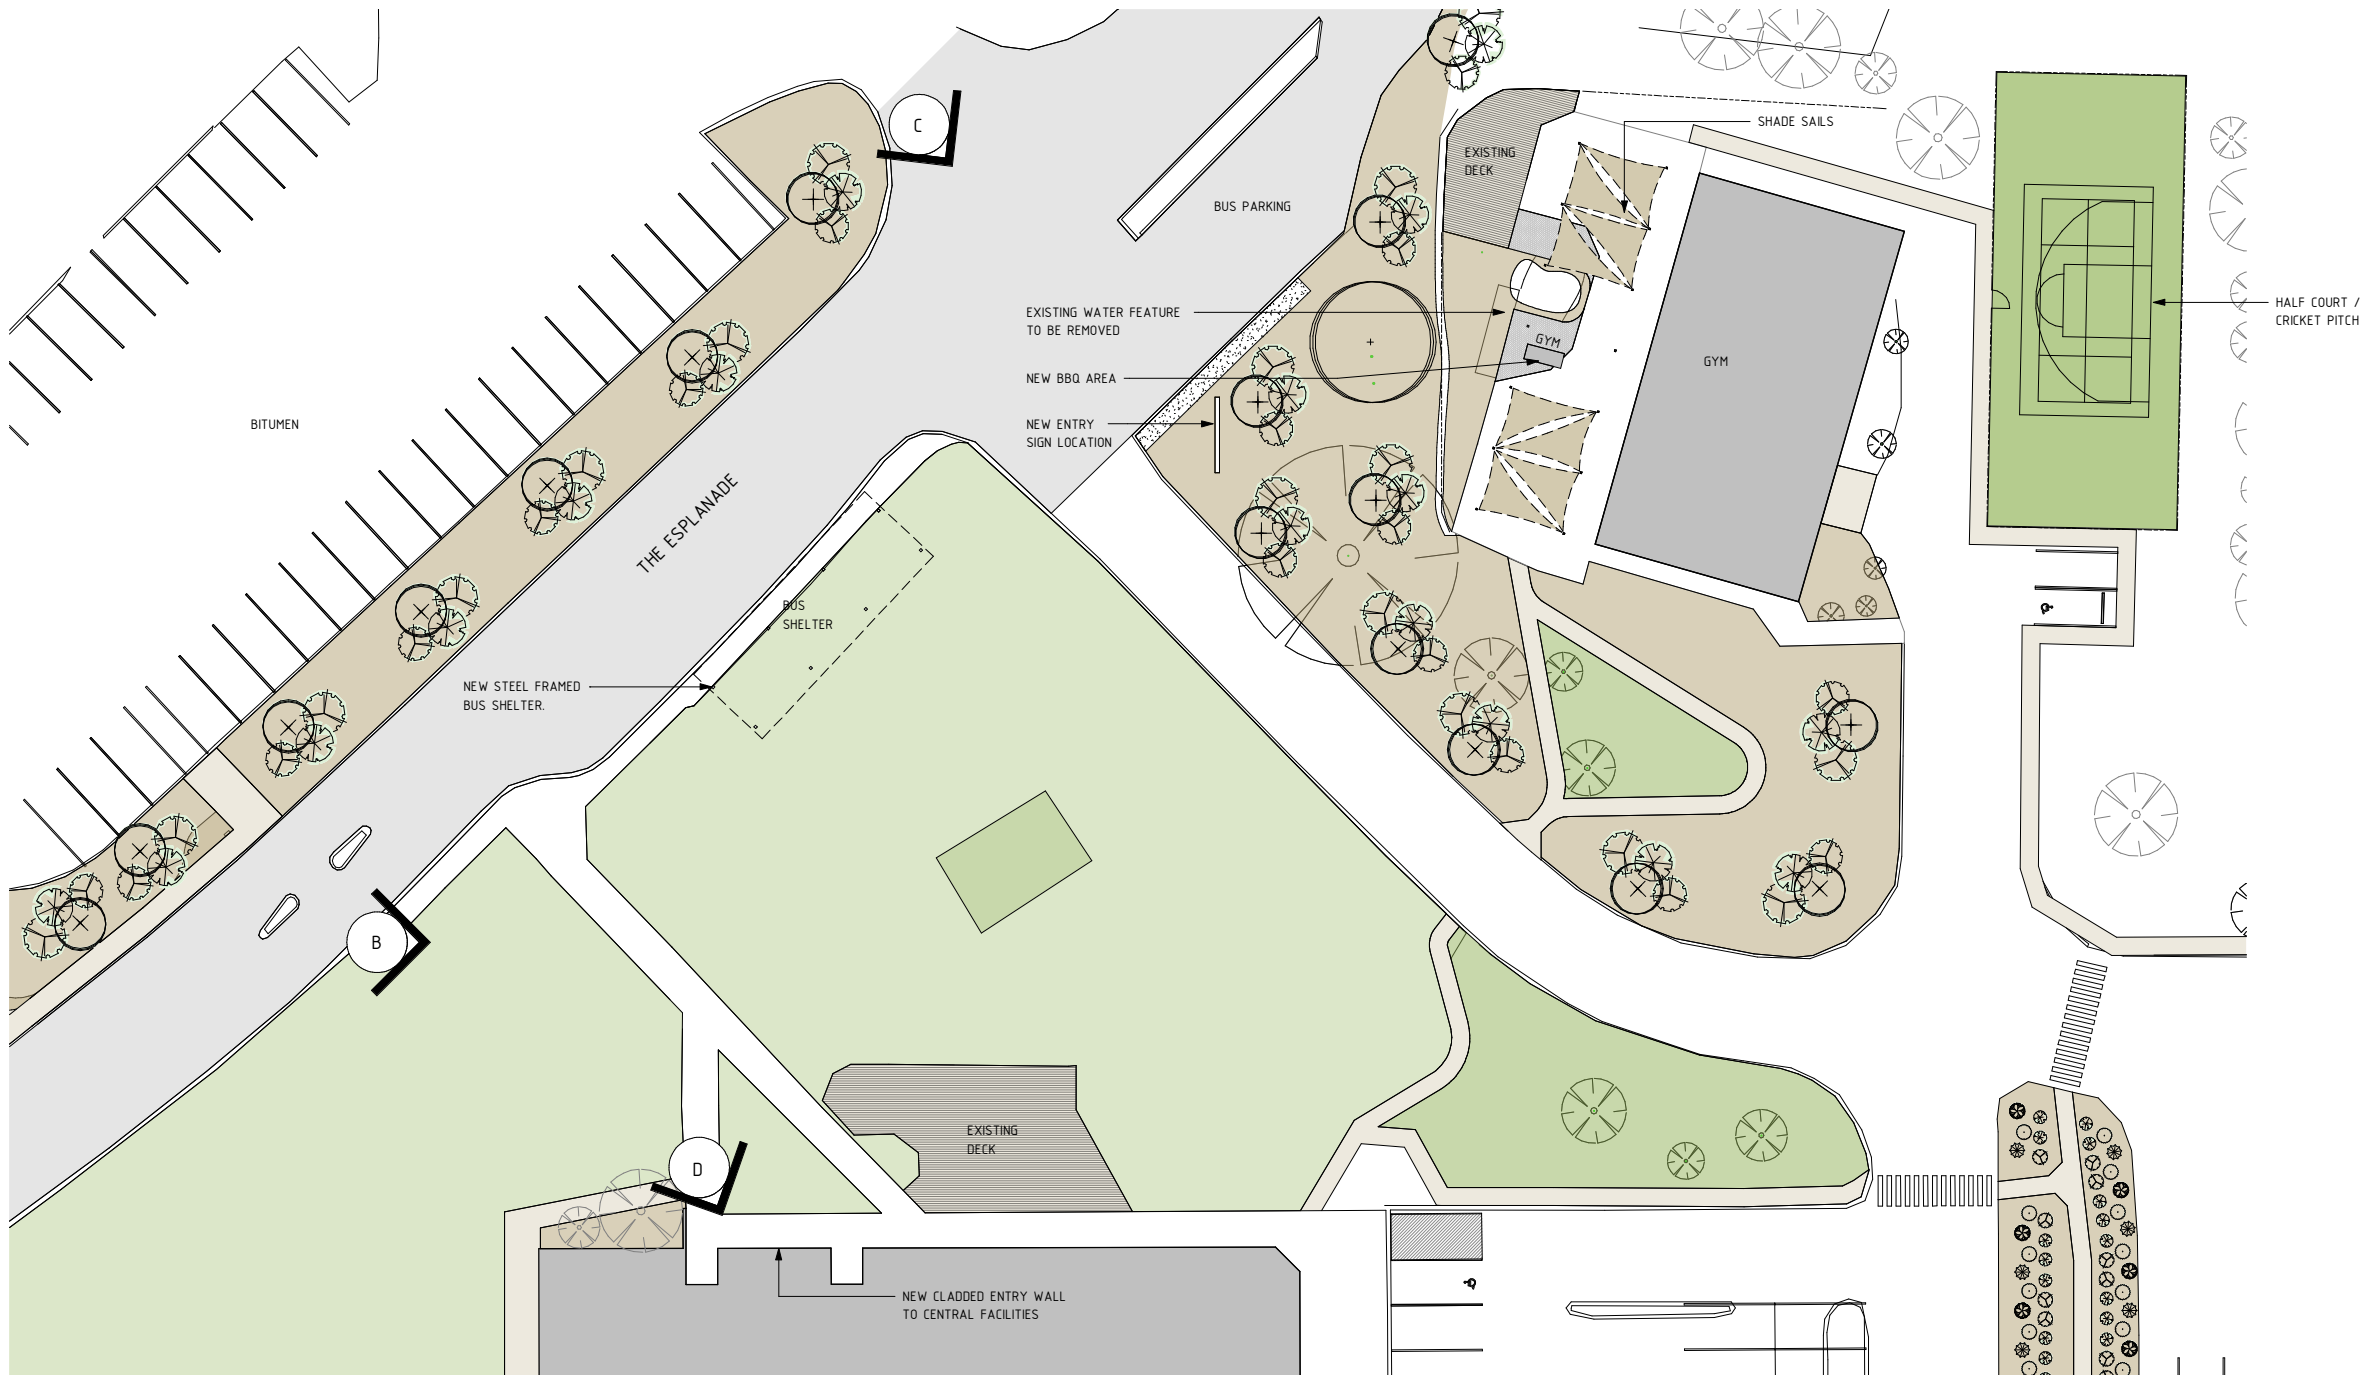 C
SHADE SAILS
EXISTING
DECK
BUS PARKING
EXISTING WATER FEATURE
TO BE REMOVED
HALF COURT /
CRICKET PITCH
GYM
GYM
NEW BBQ AREA
NEW ENTRY
SIGN LOCATION
BITUMEN
THE ESPLANADE
BUS
SHELTER
NEW STEEL FRAMED
BUS SHELTER.
B
D
EXISTING
DECK
NEW CLADDED ENTRY WALL
TO CENTRAL FACILITIES